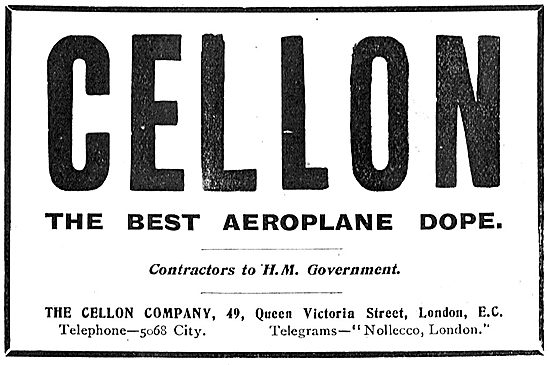 CELLON
THE BEST AEROPLANE DOPE.
Contractors to H.M. Government.
THE CELLON COMPANY, 49, Queen Victoria Street, London, E.C.
Telephone—5068 City. Telegrams—"Nollecco, London."